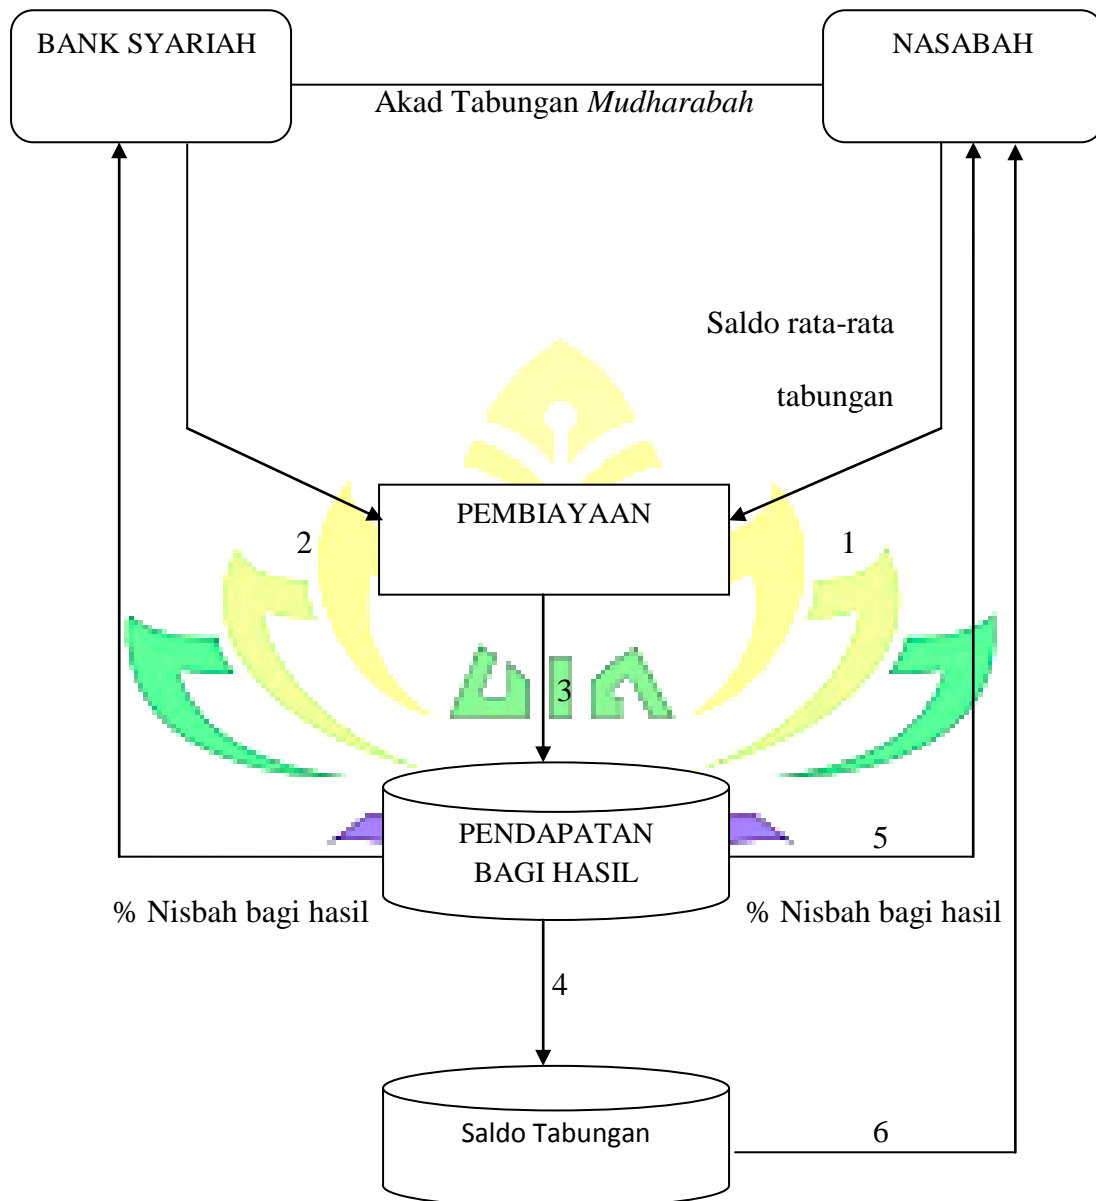 BANK SYARIAH
NASABAH
Akad Tabungan Mudharabah
Saldo rata-rata
tabungan
PEMBIAYAAN
2
1
3
PENDAPATAN
BAGI HASIL
5
% Nisbah bagi hasil
% Nisbah bagi hasil
4
Saldo Tabungan
6